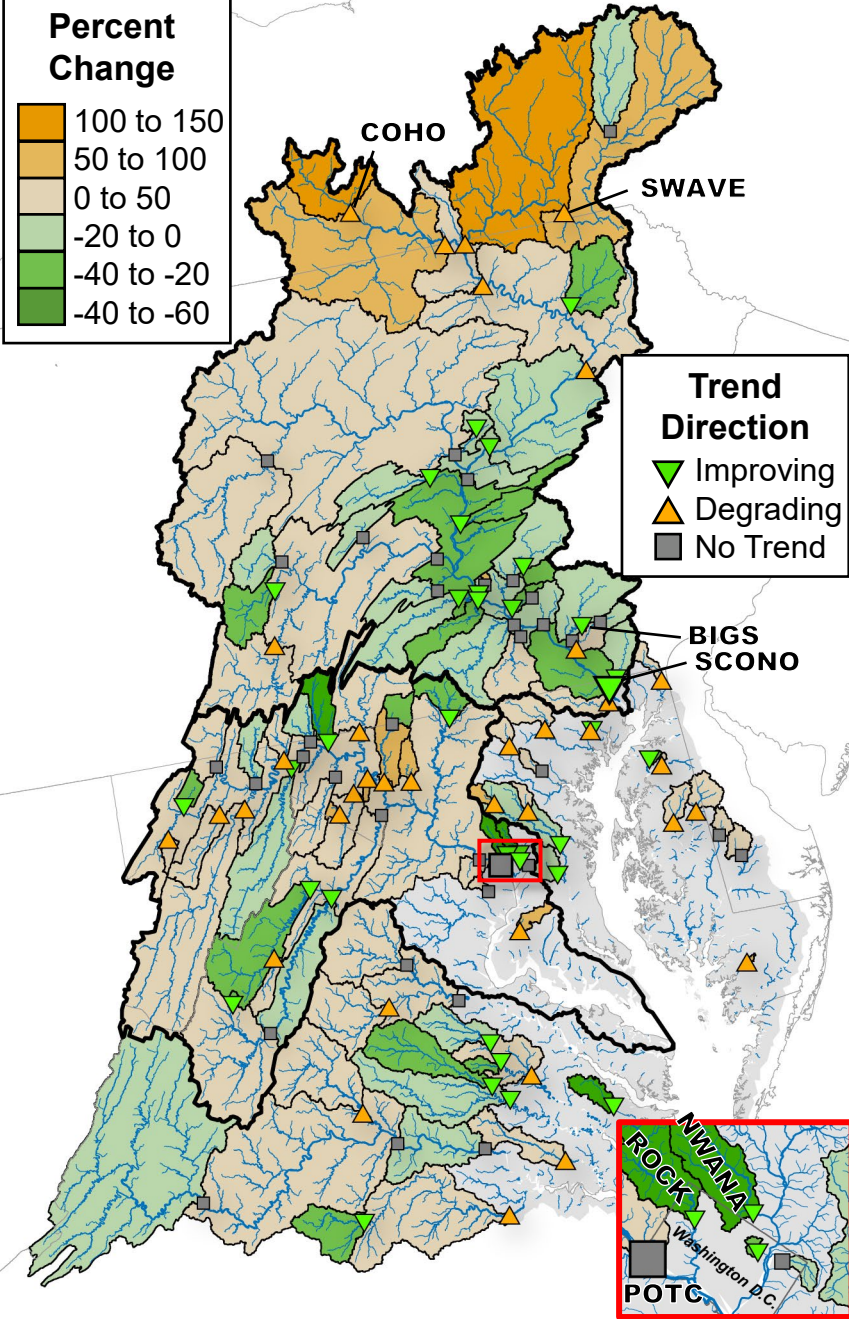 Percent
Change
100 to 150
50 to 100
0 to 50
-20 to 0
-40 to -20
-40 to -60
COHO
SWAVE
Trend
Direction
Improving
Degrading
No Trend
BIGS
SCONO
ROCK
NWANA
Washington D.C.
POTC